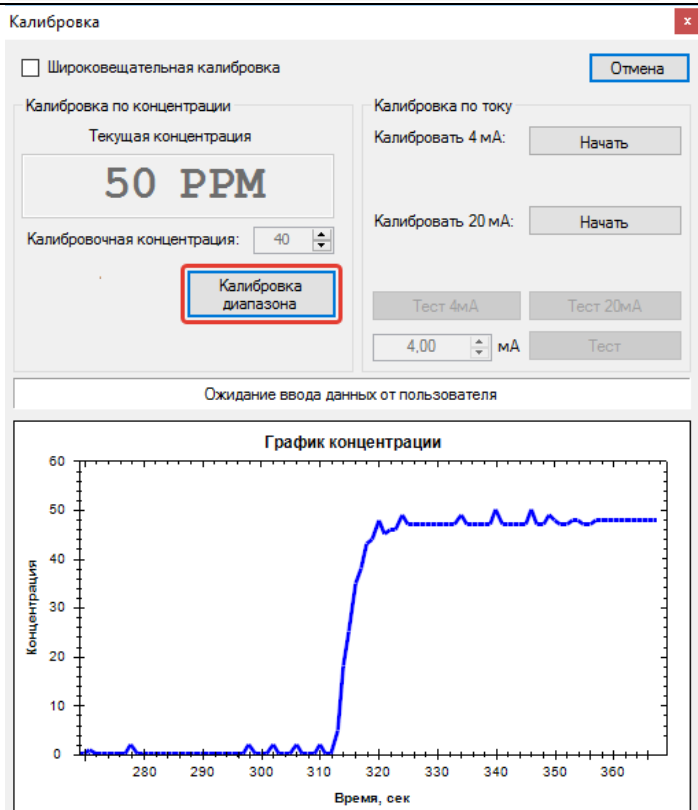 Калибровка
x
Широковещательная калибровка
Отмена
Калибровка по концентрации
Текущая концентрация
50 PPM
Калибровочная концентрация: 40
Калибровка
диапазона
Калибровка по току
Калибровать 4 мА: Начать
Калибровать 20 мА: Начать
Тест 4мА Тест 20мА
4,00 мА Тест
Ожидание ввода данных от пользователя
График концентрации
Концентрация
60
50
40
30
20
10
0
280 290 300 310 320 330 340 350 360
Время, сек